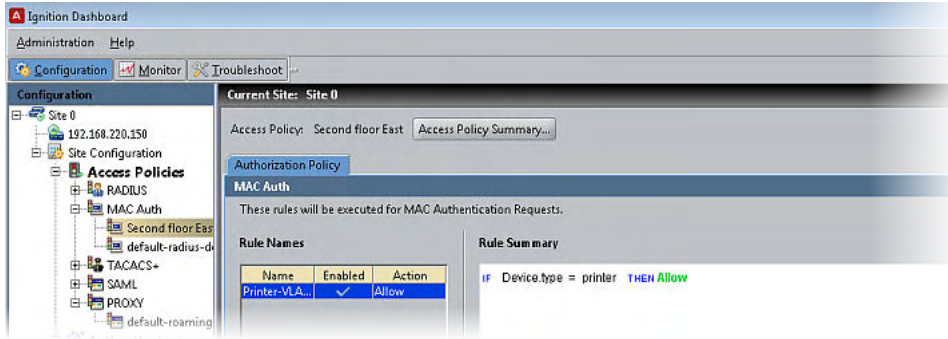 Ignition Dashboard
Administration Help
Configuration Monitor Troubleshoot
Configuration
Site 0
192.168.220.150
Site Configuration
Access Policies
RADIUS
MAC Auth
Second floor Eas
default-radius-d
TACACS+
SAML
PROXY
default-roaming
Current Site: Site 0
Access Policy: Second floor East Access Policy Summary...
Authorization Policy
MAC Auth
These rules will be executed for MAC Authentication Requests.
Rule Names
Name Enabled Action
Printer-VLA... Allow
Rule Summary
IF Device.type = printer THEN Allow